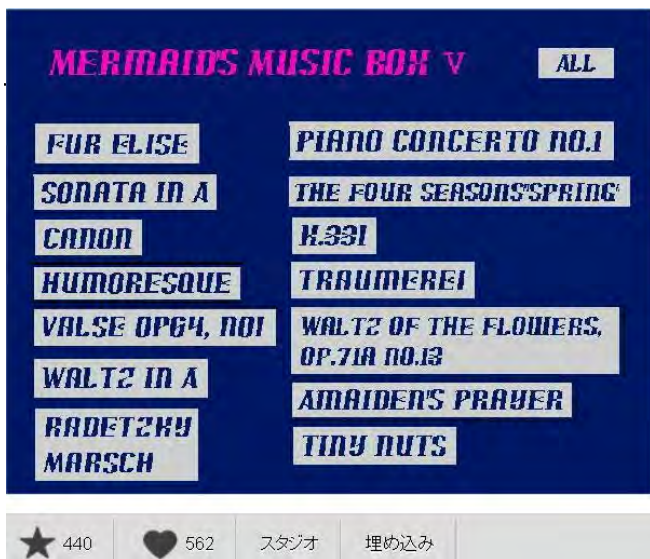 MERMAID'S MUSIC BOX V
ALL
FUR ELISE
SONATA IN A
CANON
HUMORESQUE
VALSE OP64, NO1
WALTZ IN A
RADETZKY
MARSCH
PIANO CONCERTO NO.1
THE FOUR SEASONS"SPRING'
K.331
TRAUMEREI
WALTZ OF THE FLOWERS,
OP.71A NO.13
AMAIDEN'S PRAYER
TINY NUTS
440
562
スタジオ
埋め込み